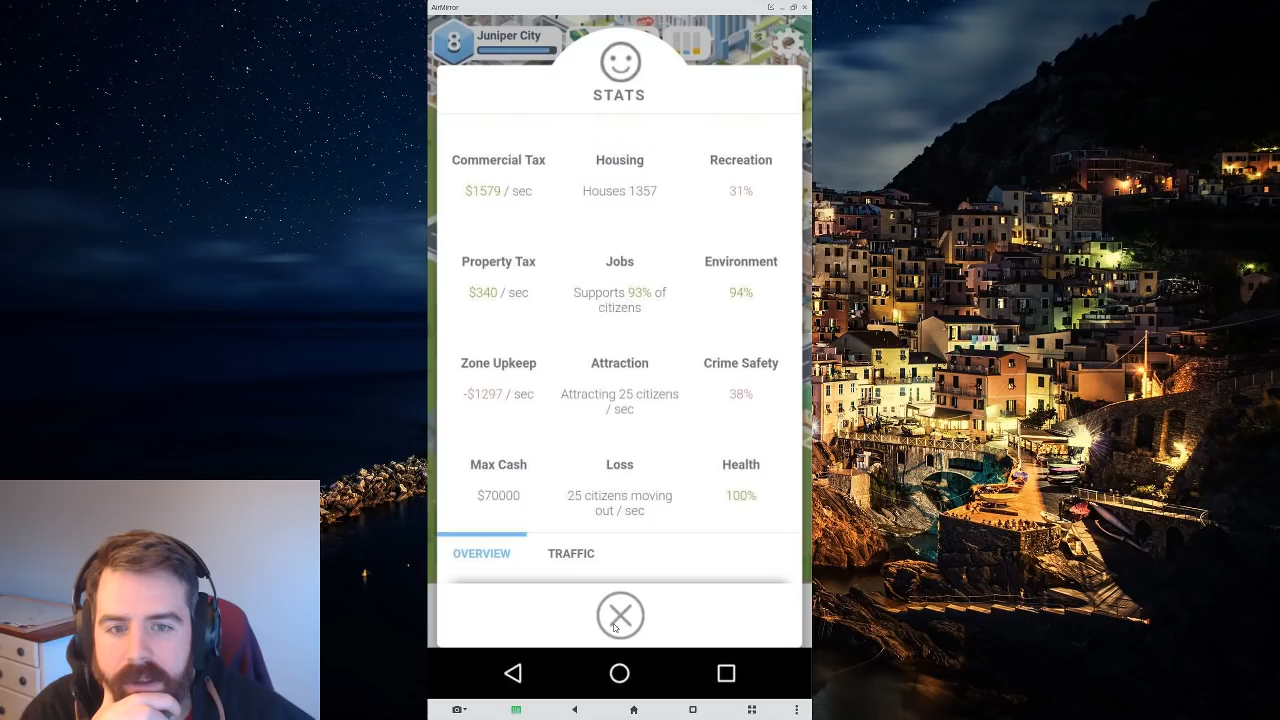 AirMirror
8
Juniper City
STATS
Commercial Tax
$1579 / sec
Housing
Houses 1357
Recreation
31%
Property Tax
$340 / sec
Jobs
Supports 93% of
citizens
Environment
94%
Zone Upkeep
-$1297 / sec
Attraction
Attracting 25 citizens
/ sec
Crime Safety
38%
Max Cash
$70000
Loss
25 citizens moving
out / sec
Health
100%
OVERVIEW
TRAFFIC